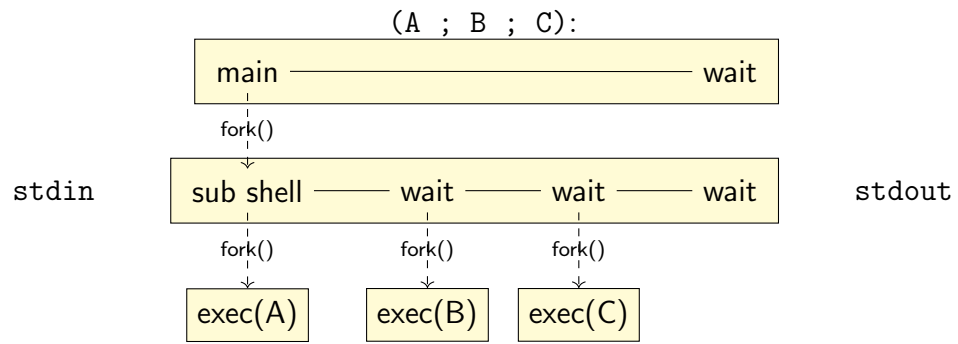 (A ; B ; C):
main wait
fork()
stdin sub shell wait wait wait stdout
fork() fork() fork()
exec(A) exec(B) exec(C)